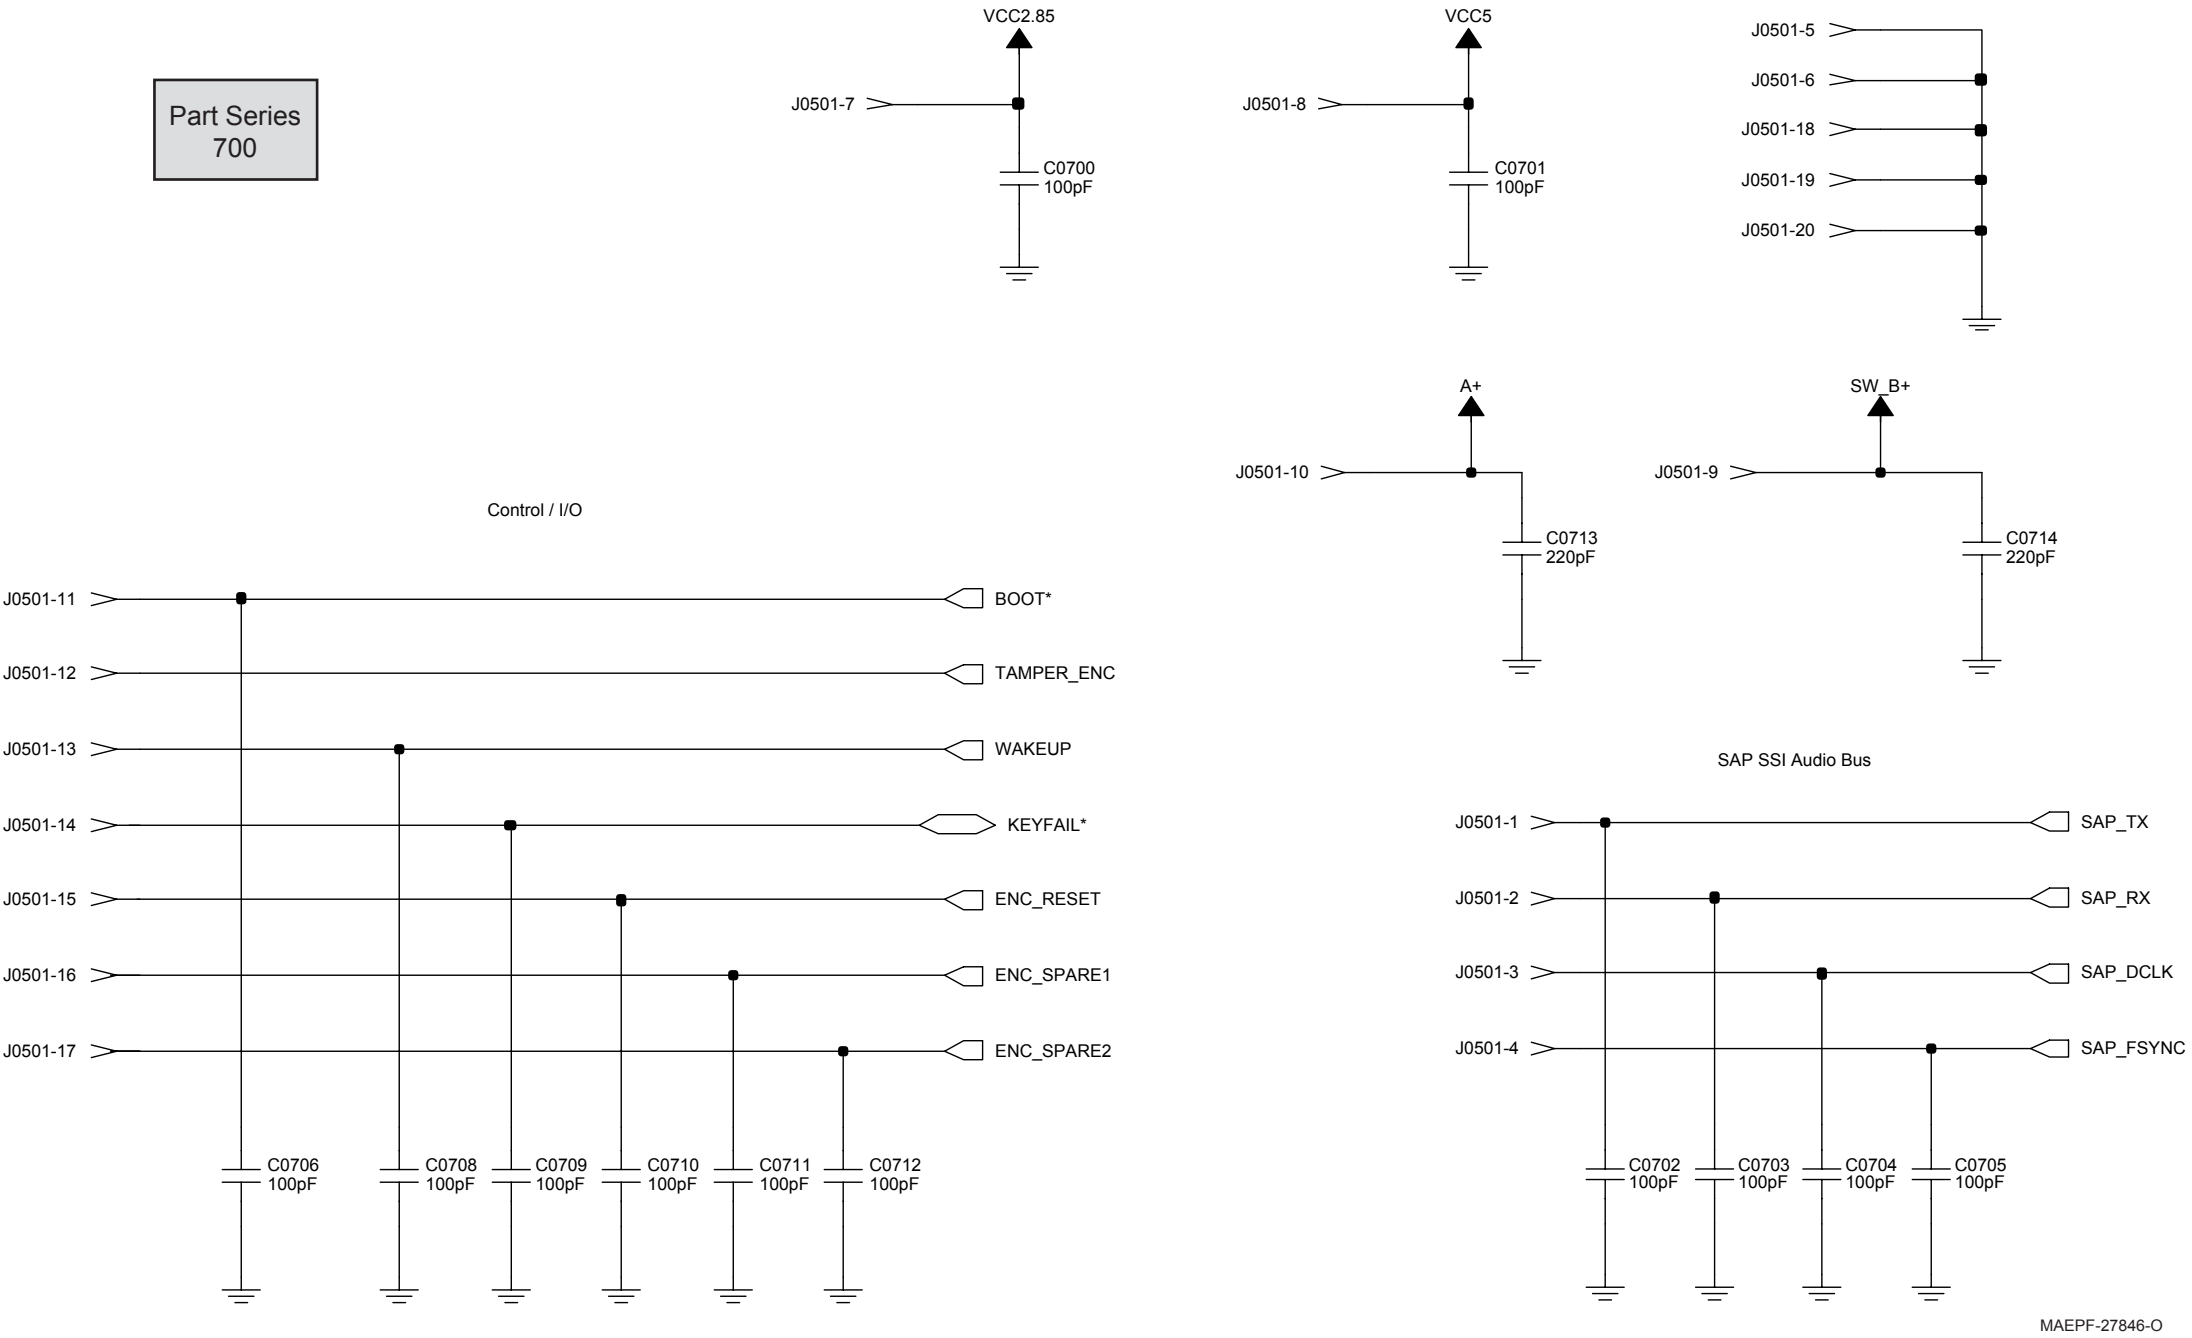 Part Series
700
VCC2.85
J0501-7
C0700
100pF
VCC5
J0501-8
C0701
100pF
J0501-5
J0501-6
J0501-18
J0501-19
J0501-20
A+
J0501-10
C0713
220pF
SW_B+
J0501-9
C0714
220pF
Control / I/O
J0501-11
BOOT*
J0501-12
TAMPER_ENC
J0501-13
WAKEUP
J0501-14
KEYFAIL*
J0501-15
ENC_RESET
J0501-16
ENC_SPARE1
J0501-17
ENC_SPARE2
C0706
100pF
C0708
100pF
C0709
100pF
C0710
100pF
C0711
100pF
C0712
100pF
SAP SSI Audio Bus
J0501-1
SAP_TX
J0501-2
SAP_RX
J0501-3
SAP_DCLK
J0501-4
SAP_FSYNC
C0702
100pF
C0703
100pF
C0704
100pF
C0705
100pF
MAEPF-27846-O